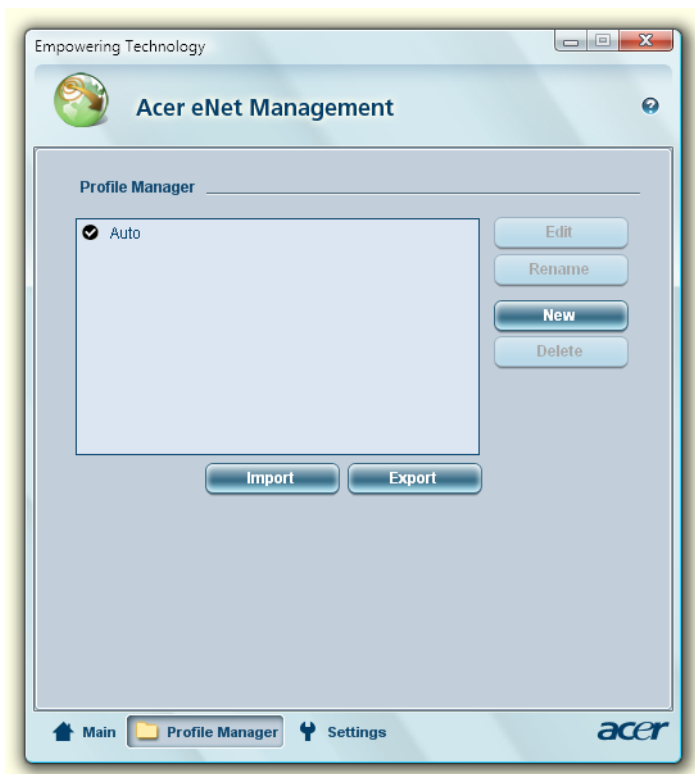 Empowering Technology
Acer eNet Management
Profile Manager
Auto
Edit
Rename
New
Delete
Import Export
Main Profile Manager Settings acer